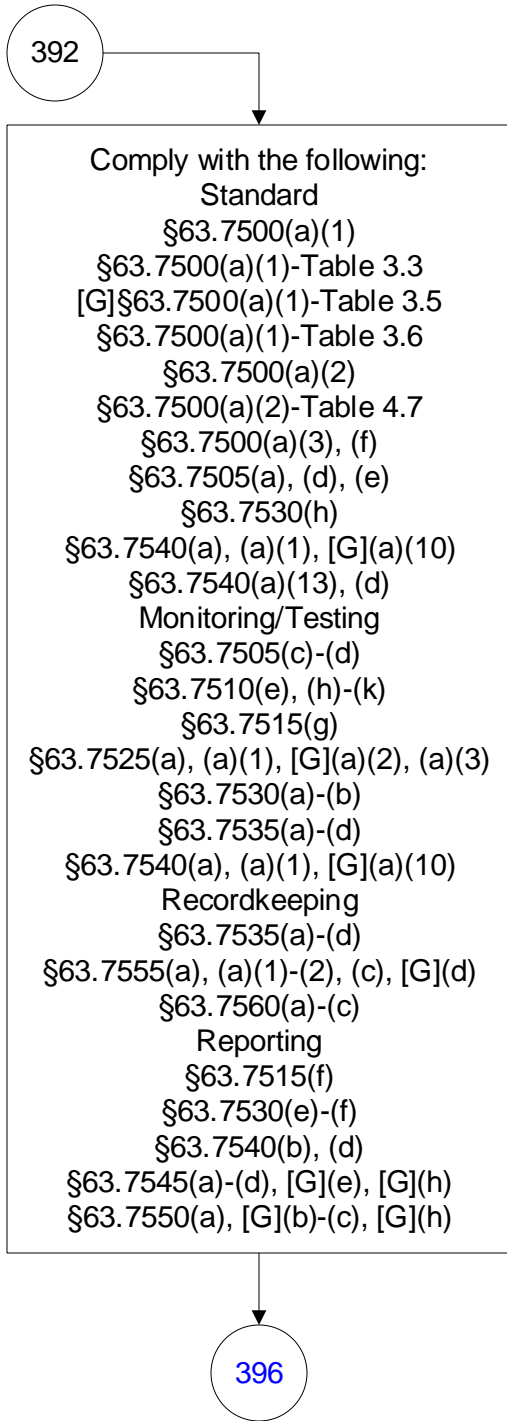 392
Comply with the following:
Standard
§63.7500(a)(1)
§63.7500(a)(1)-Table 3.3
[G]§63.7500(a)(1)-Table 3.5
§63.7500(a)(1)-Table 3.6
§63.7500(a)(2)
§63.7500(a)(2)-Table 4.7
§63.7500(a)(3), (f)
§63.7505(a), (d), (e)
§63.7530(h)
§63.7540(a), (a)(1), [G](a)(10)
§63.7540(a)(13), (d)
Monitoring/Testing
§63.7505(c)-(d)
§63.7510(e), (h)-(k)
§63.7515(g)
§63.7525(a), (a)(1), [G](a)(2), (a)(3)
§63.7530(a)-(b)
§63.7535(a)-(d)
§63.7540(a), (a)(1), [G](a)(10)
Recordkeeping
§63.7535(a)-(d)
§63.7555(a), (a)(1)-(2), (c), [G](d)
§63.7560(a)-(c)
Reporting
§63.7515(f)
§63.7530(e)-(f)
§63.7540(b), (d)
§63.7545(a)-(d), [G](e), [G](h)
§63.7550(a), [G](b)-(c), [G](h)
396